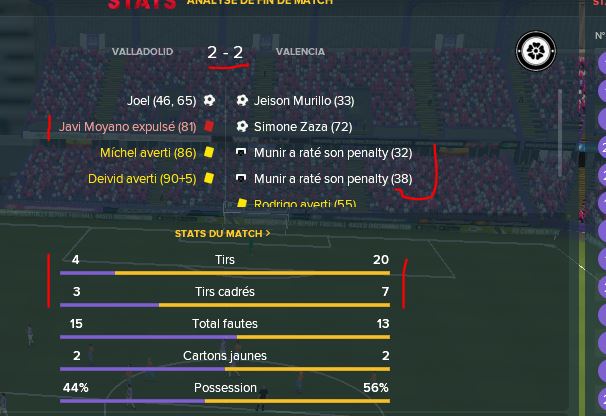 STATS ANALYSE DE FIN DE MATCH
VALLADOLID 2 - 2 VALENCIA
Joel (46, 65) Jeison Murillo (33)
Javi Moyano expulsé (81) Simone Zaza (72)
Míchel averti (86) Munir a raté son penalty (32)
Deivid averti (90+5) Munir a raté son penalty (38)
Rodrigo averti (55)
STATS DU MATCH >
4 Tirs 20
3 Tirs cadrés 7
15 Total fautes 13
2 Cartons jaunes 2
44% Possession 56%
N°